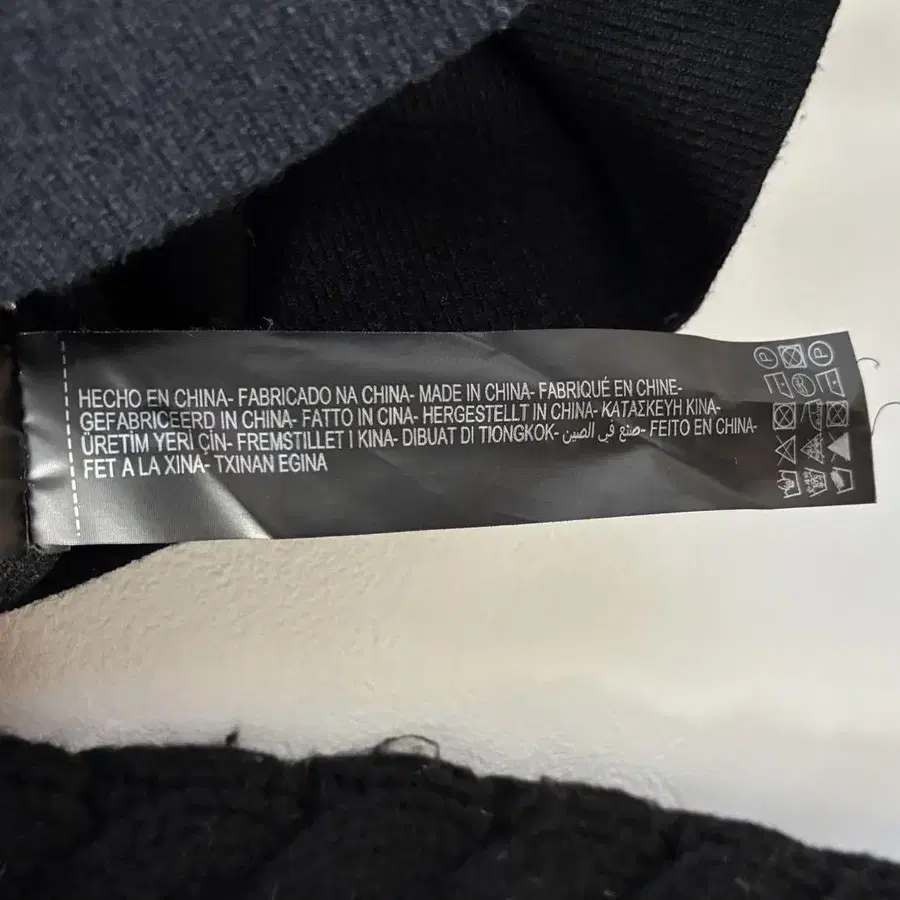 HECHO EN CHINA- FABRICADO NA CHINA- MADE IN CHINA- FABRIQUÉ EN CHINE-
GEFABRICEERD IN CHINA- FATTO IN CINA- HERGESTELLT IN CHINA- ΚΑΤΑΣΚΕΥΗ ΚΙΝΑ-
ÜRETİM YERİ ÇİN- FREMSTILLET I KINA- DIBUAT DI TIONGKOK- صنع في الصين- FEITO EN CHINA-
FET A LA XINA- TXINAN EGINA